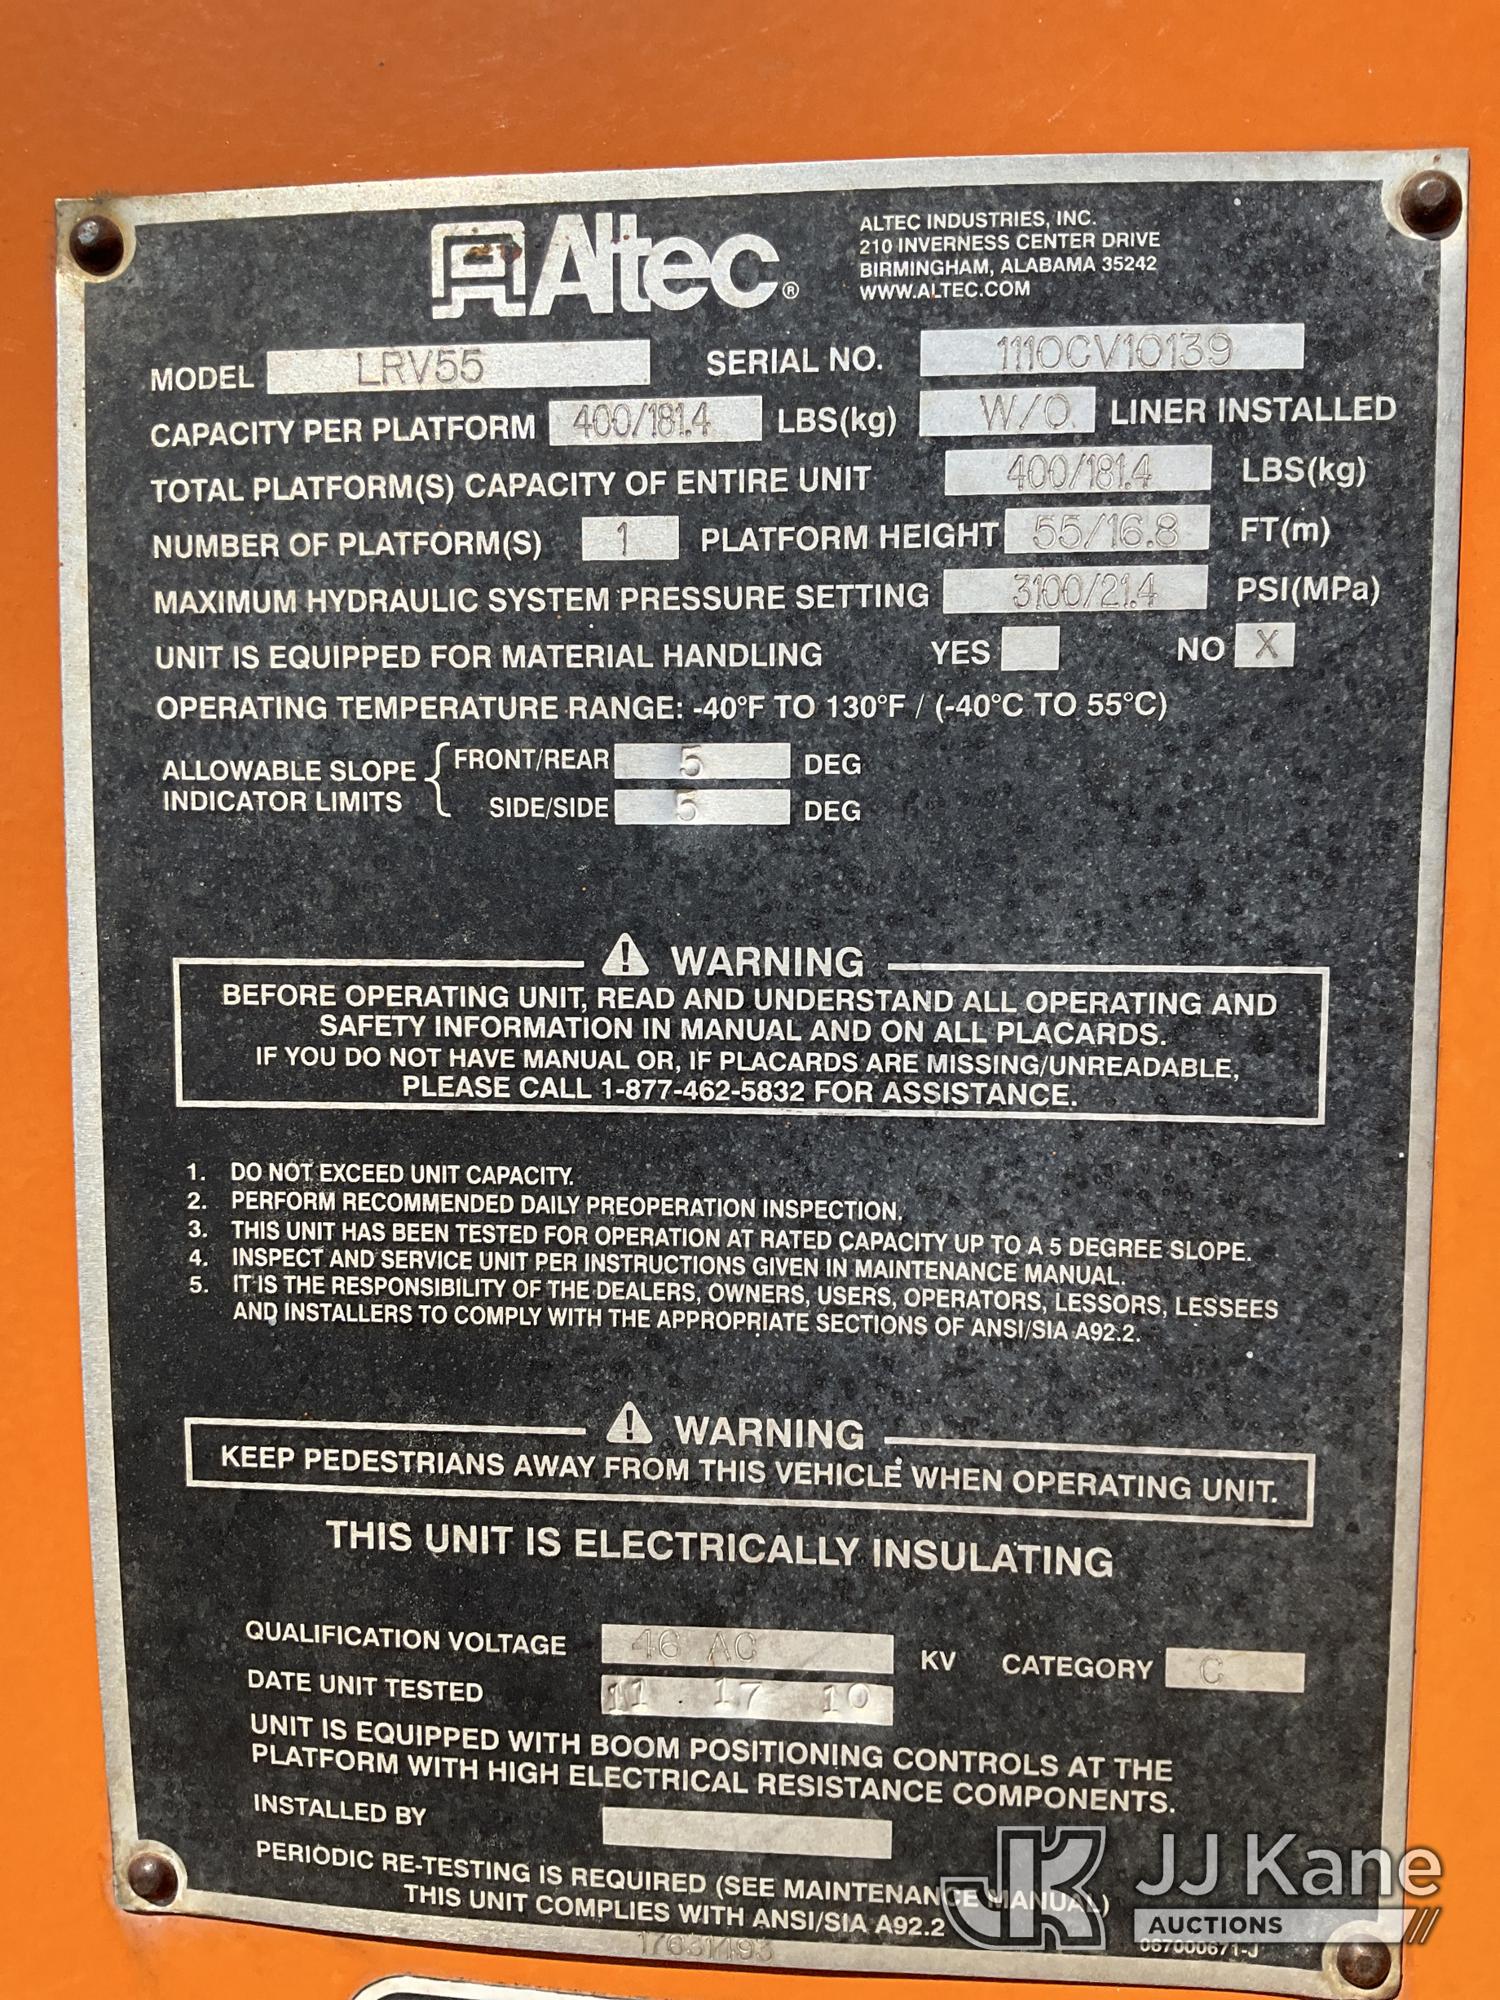 Altec®
ALTEC INDUSTRIES, INC.
210 INVERNESS CENTER DRIVE
BIRMINGHAM, ALABAMA 35242
WWW.ALTEC.COM
MODEL LRV55 SERIAL NO. 1110CV10139
CAPACITY PER PLATFORM 400/181.4 LBS(kg) W/O LINER INSTALLED
TOTAL PLATFORM(S) CAPACITY OF ENTIRE UNIT 400/181.4 LBS(kg)
NUMBER OF PLATFORM(S) 1 PLATFORM HEIGHT 55/16.8 FT(m)
MAXIMUM HYDRAULIC SYSTEM PRESSURE SETTING 3100/21.4 PSI(MPa)
UNIT IS EQUIPPED FOR MATERIAL HANDLING YES NO X
OPERATING TEMPERATURE RANGE: -40°F TO 130°F / (-40°C TO 55°C)
ALLOWABLE SLOPE INDICATOR LIMITS { FRONT/REAR 5 DEG
SIDE/SIDE 5 DEG
⚠ WARNING
BEFORE OPERATING UNIT, READ AND UNDERSTAND ALL OPERATING AND
SAFETY INFORMATION IN MANUAL AND ON ALL PLACARDS.
IF YOU DO NOT HAVE MANUAL OR, IF PLACARDS ARE MISSING/UNREADABLE,
PLEASE CALL 1-877-462-5832 FOR ASSISTANCE.
1. DO NOT EXCEED UNIT CAPACITY.
2. PERFORM RECOMMENDED DAILY PREOPERATION INSPECTION.
3. THIS UNIT HAS BEEN TESTED FOR OPERATION AT RATED CAPACITY UP TO A 5 DEGREE SLOPE.
4. INSPECT AND SERVICE UNIT PER INSTRUCTIONS GIVEN IN MAINTENANCE MANUAL.
5. IT IS THE RESPONSIBILITY OF THE DEALERS, OWNERS, USERS, OPERATORS, LESSORS, LESSEES
AND INSTALLERS TO COMPLY WITH THE APPROPRIATE SECTIONS OF ANSI/SIA A92.2.
⚠ WARNING
KEEP PEDESTRIANS AWAY FROM THIS VEHICLE WHEN OPERATING UNIT.
THIS UNIT IS ELECTRICALLY INSULATING
QUALIFICATION VOLTAGE 46 AC KV CATEGORY C
DATE UNIT TESTED 11 17 10
UNIT IS EQUIPPED WITH BOOM POSITIONING CONTROLS AT THE
PLATFORM WITH HIGH ELECTRICAL RESISTANCE COMPONENTS.
INSTALLED BY
PERIODIC RE-TESTING IS REQUIRED (SEE MAINTENANCE MANUAL)
THIS UNIT COMPLIES WITH ANSI/SIA A92.2
17631493
067000671-J
JK JJ Kane
AUCTIONS